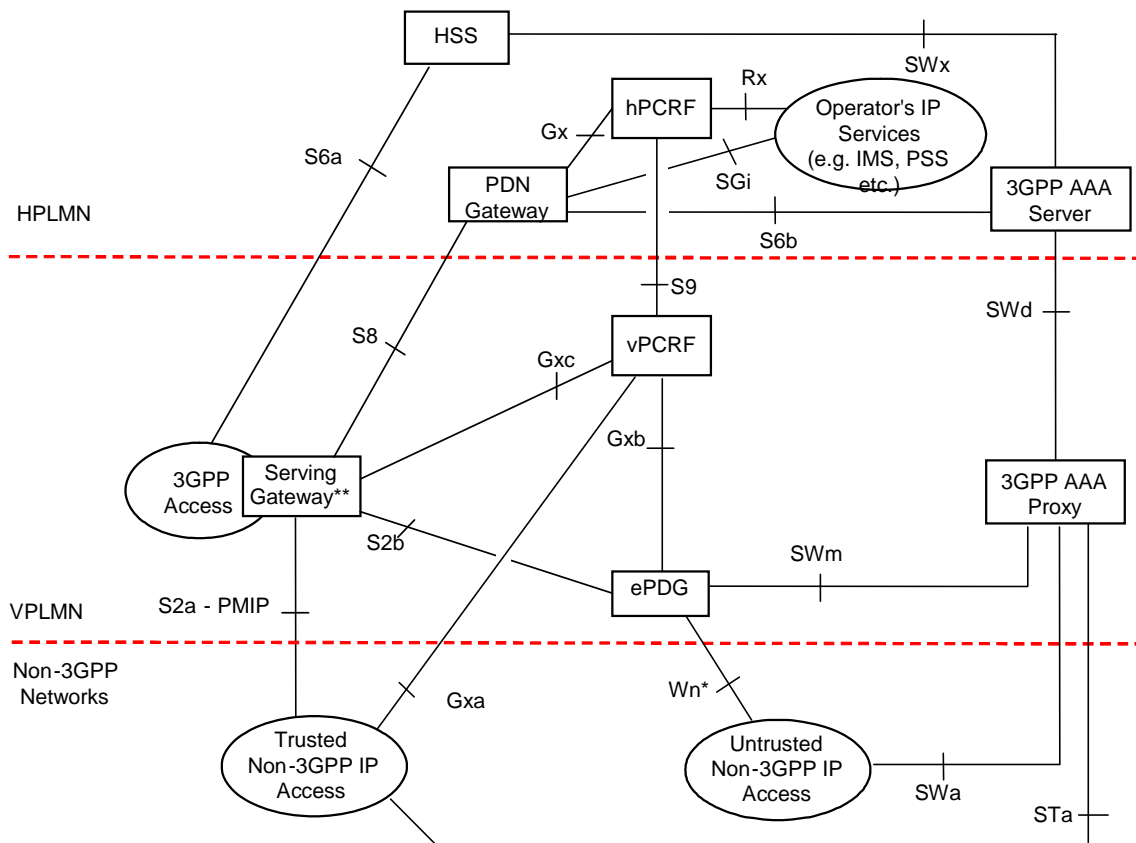 HSS
SWx
Rx
hPCRF
Operator's IP
Services
(e.g. IMS, PSS
etc.)
Gx
S6a
SGi
PDN
Gateway
3GPP AAA
Server
HPLMN
S6b
S9
SWd
vPCRF
S8
Gxc
Gxb
3GPP
Access
Serving
Gateway**
3GPP AAA
Proxy
S2b
SWm
ePDG
S2a - PMIP
VPLMN
Non-3GPP
Networks
Gxa
Wn*
Trusted
Non-3GPP IP
Access
Untrusted
Non-3GPP IP
Access
SWa
STa